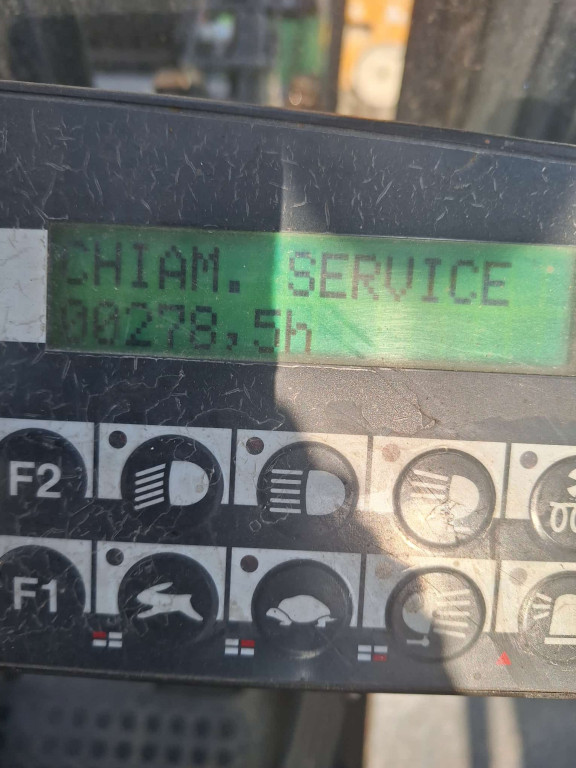 CHIAM. SERVICE
00278,5h
F2
F1